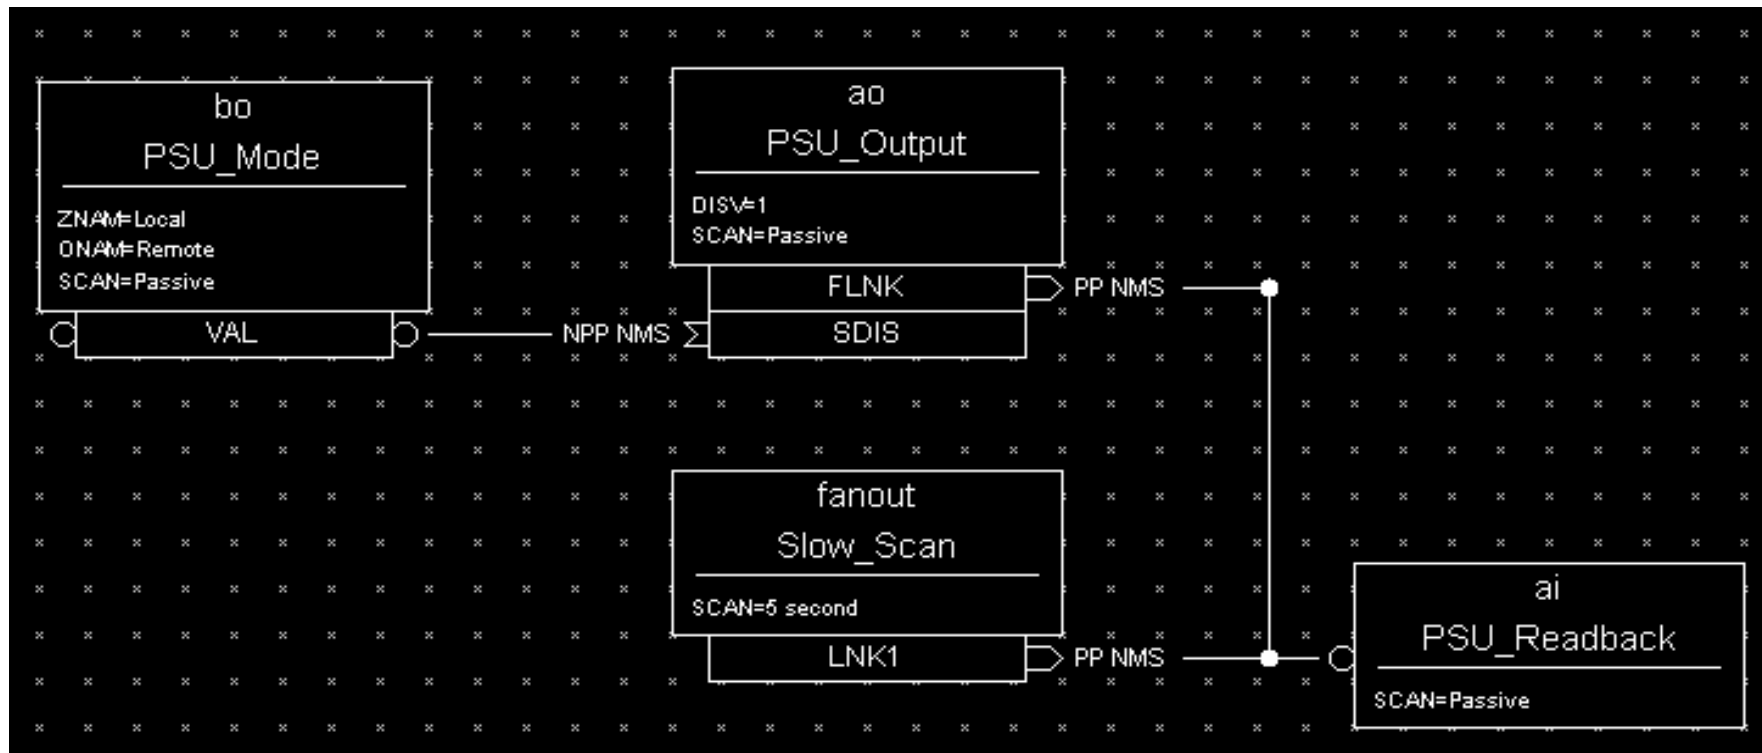 bo
PSU_Mode
ZNAM=Local
ONAM=Remote
SCAN=Passive
VAL
NPP NMS
ao
PSU_Output
DISV=1
SCAN=Passive
FLNK
PP NMS
SDIS
fanout
Slow_Scan
SCAN=5 second
LNK1
PP NMS
ai
PSU_Readback
SCAN=Passive